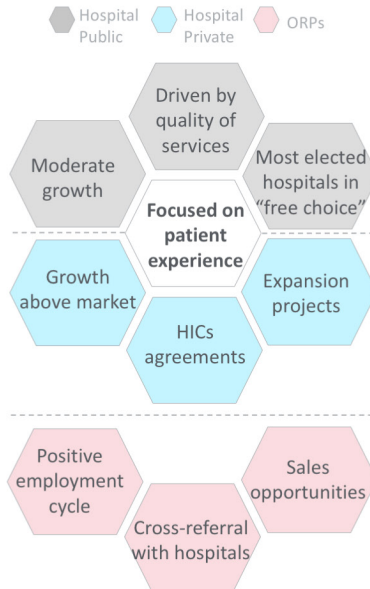 Hospital
Public
Hospital
Private
ORPs
Driven by
quality of
services
Moderate
growth
Most elected
hospitals in
“free choice”
Focused on
patient
experience
Growth
above market
Expansion
projects
HICs
agreements
Positive
employment
cycle
Sales
opportunities
Cross-referral
with hospitals